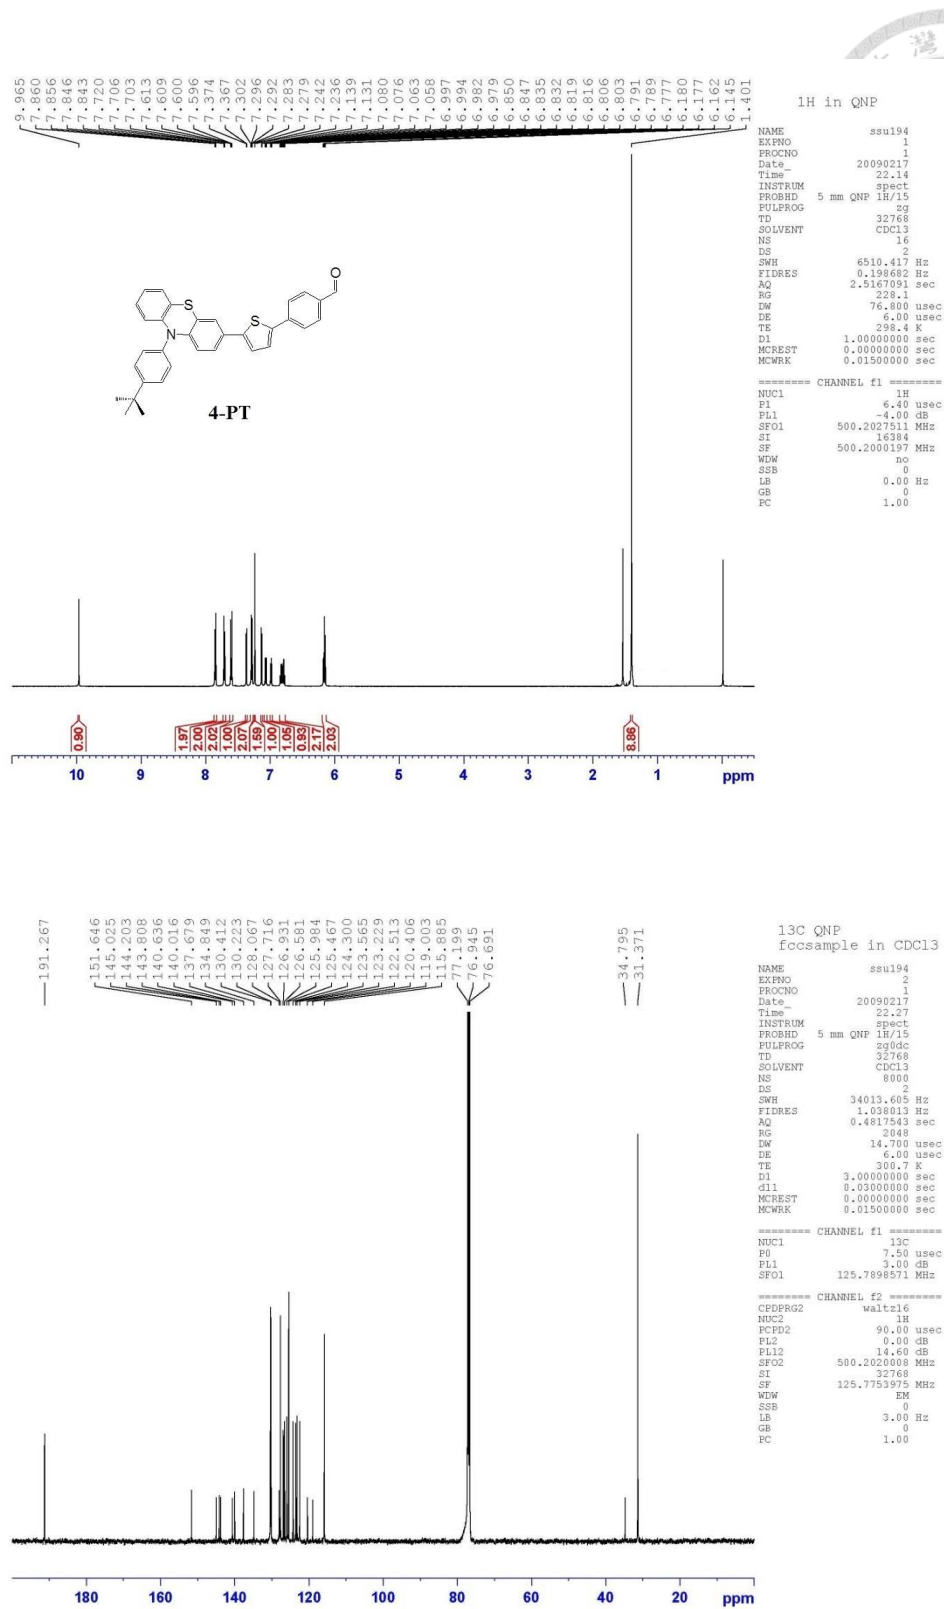 灣
9.965
7.860
7.856
7.846
7.843
7.720
7.706
7.703
7.613
7.609
7.600
7.596
7.374
7.367
7.302
7.296
7.292
7.283
7.279
7.242
7.236
7.139
7.131
7.080
7.076
7.063
7.058
6.997
6.994
6.982
6.979
6.850
6.847
6.835
6.832
6.819
6.816
6.806
6.803
6.791
6.789
6.777
6.180
6.177
6.162
6.145
1.401
1H in QNP
NAME ssu194
EXPNO 1
PROCNO 1
Date_ 20090217
Time 22.14
INSTRUM spect
PROBHD 5 mm QNP 1H/15
PULPROG zg
TD 32768
SOLVENT CDCl3
NS 16
DS 2
SWH 6510.417 Hz
FIDRES 0.198682 Hz
AQ 2.5167091 sec
RG 228.1
DW 76.800 usec
DE 6.00 usec
TE 298.4 K
D1 1.00000000 sec
MCREST 0.00000000 sec
MCWRK 0.01500000 sec
======== CHANNEL f1 ========
NUC1 1H
P1 6.40 usec
PL1 -4.00 dB
SFO1 500.2027511 MHz
SI 16384
SF 500.2000197 MHz
WDW no
SSB 0
LB 0.00 Hz
GB 0
PC 1.00
O
S
S
N
4-PT
0.90
1.97
2.00
2.02
1.00
2.07
1.59
1.00
1.05
0.93
2.17
2.03
8.86
10 9 8 7 6 5 4 3 2 1 ppm
191.267
151.646
145.025
144.203
143.808
140.636
140.016
137.679
134.849
130.412
130.223
128.067
127.716
126.931
126.581
125.984
125.467
124.300
123.565
123.229
122.513
120.406
119.003
115.885
77.199
76.945
76.691
34.795
31.371
13C QNP
fccsample in CDCl3
NAME ssu194
EXPNO 2
PROCNO 1
Date_ 20090217
Time 22.27
INSTRUM spect
PROBHD 5 mm QNP 1H/15
PULPROG zg0dc
TD 32768
SOLVENT CDCl3
NS 8000
DS 2
SWH 34013.605 Hz
FIDRES 1.038013 Hz
AQ 0.4817543 sec
RG 2048
DW 14.700 usec
DE 6.00 usec
TE 300.7 K
D1 3.00000000 sec
d11 0.03000000 sec
MCREST 0.00000000 sec
MCWRK 0.01500000 sec
======== CHANNEL f1 ========
NUC1 13C
P0 7.50 usec
PL1 3.00 dB
SFO1 125.7898571 MHz
======== CHANNEL f2 ========
CPDPRG2 waltz16
NUC2 1H
PCPD2 90.00 usec
PL2 0.00 dB
PL12 14.60 dB
SFO2 500.2020008 MHz
SI 32768
SF 125.7753975 MHz
WDW EM
SSB 0
LB 3.00 Hz
GB 0
PC 1.00
180 160 140 120 100 80 60 40 20 ppm